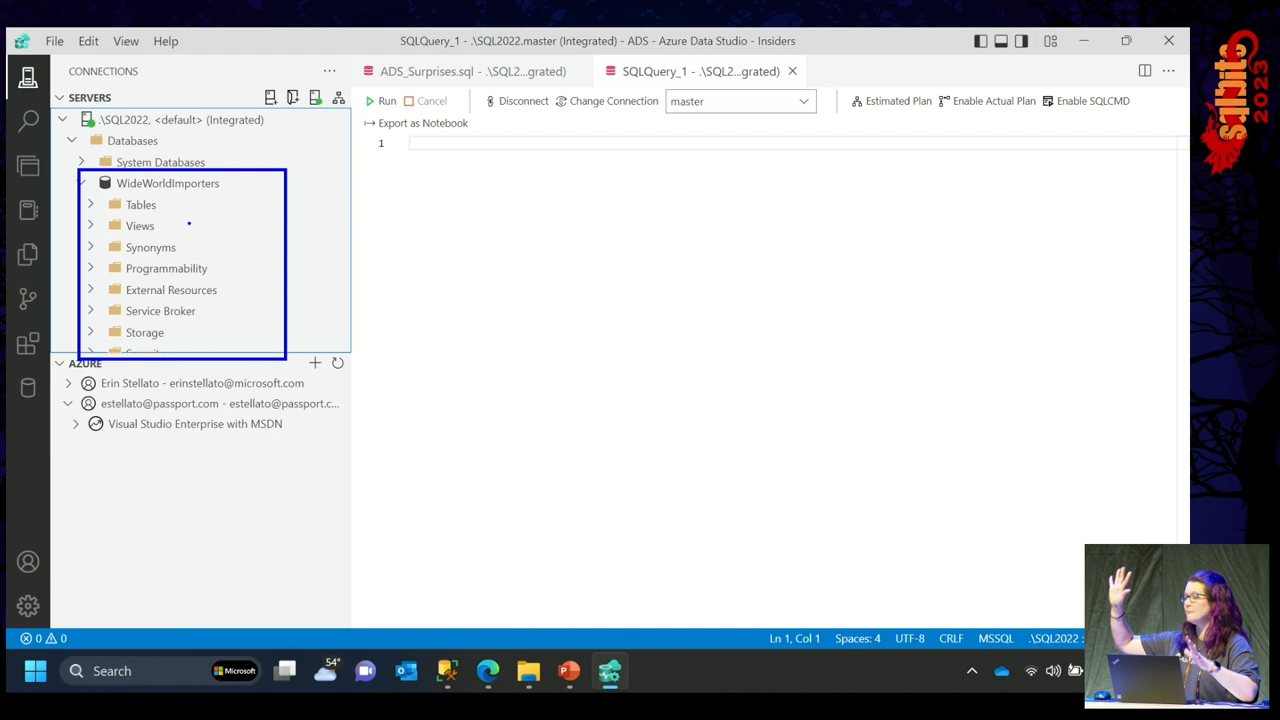 File Edit View Help
SQLQuery_1 - .\SQL2022.master (Integrated) - ADS - Azure Data Studio - Insiders
CONNECTIONS
SERVERS
.\SQL2022, <default> (Integrated)
Databases
System Databases
WideWorldImporters
Tables
Views
Synonyms
Programmability
External Resources
Service Broker
Storage
AZURE
Erin Stellato - erinstellato@microsoft.com
estellato@passport.com - estellato@passport.c...
Visual Studio Enterprise with MSDN
ADS_Surprises.sql - .\SQL2...grated)
SQLQuery_1 - .\SQL2...grated)
Run Cancel Disconnect Change Connection master Estimated Plan Enable Actual Plan Enable SQLCMD
Export as Notebook
1
0 0
Ln 1, Col 1 Spaces: 4 UTF-8 CRLF MSSQL .\SQL2022 :
Search Microsoft 54°
sqlbits
2023